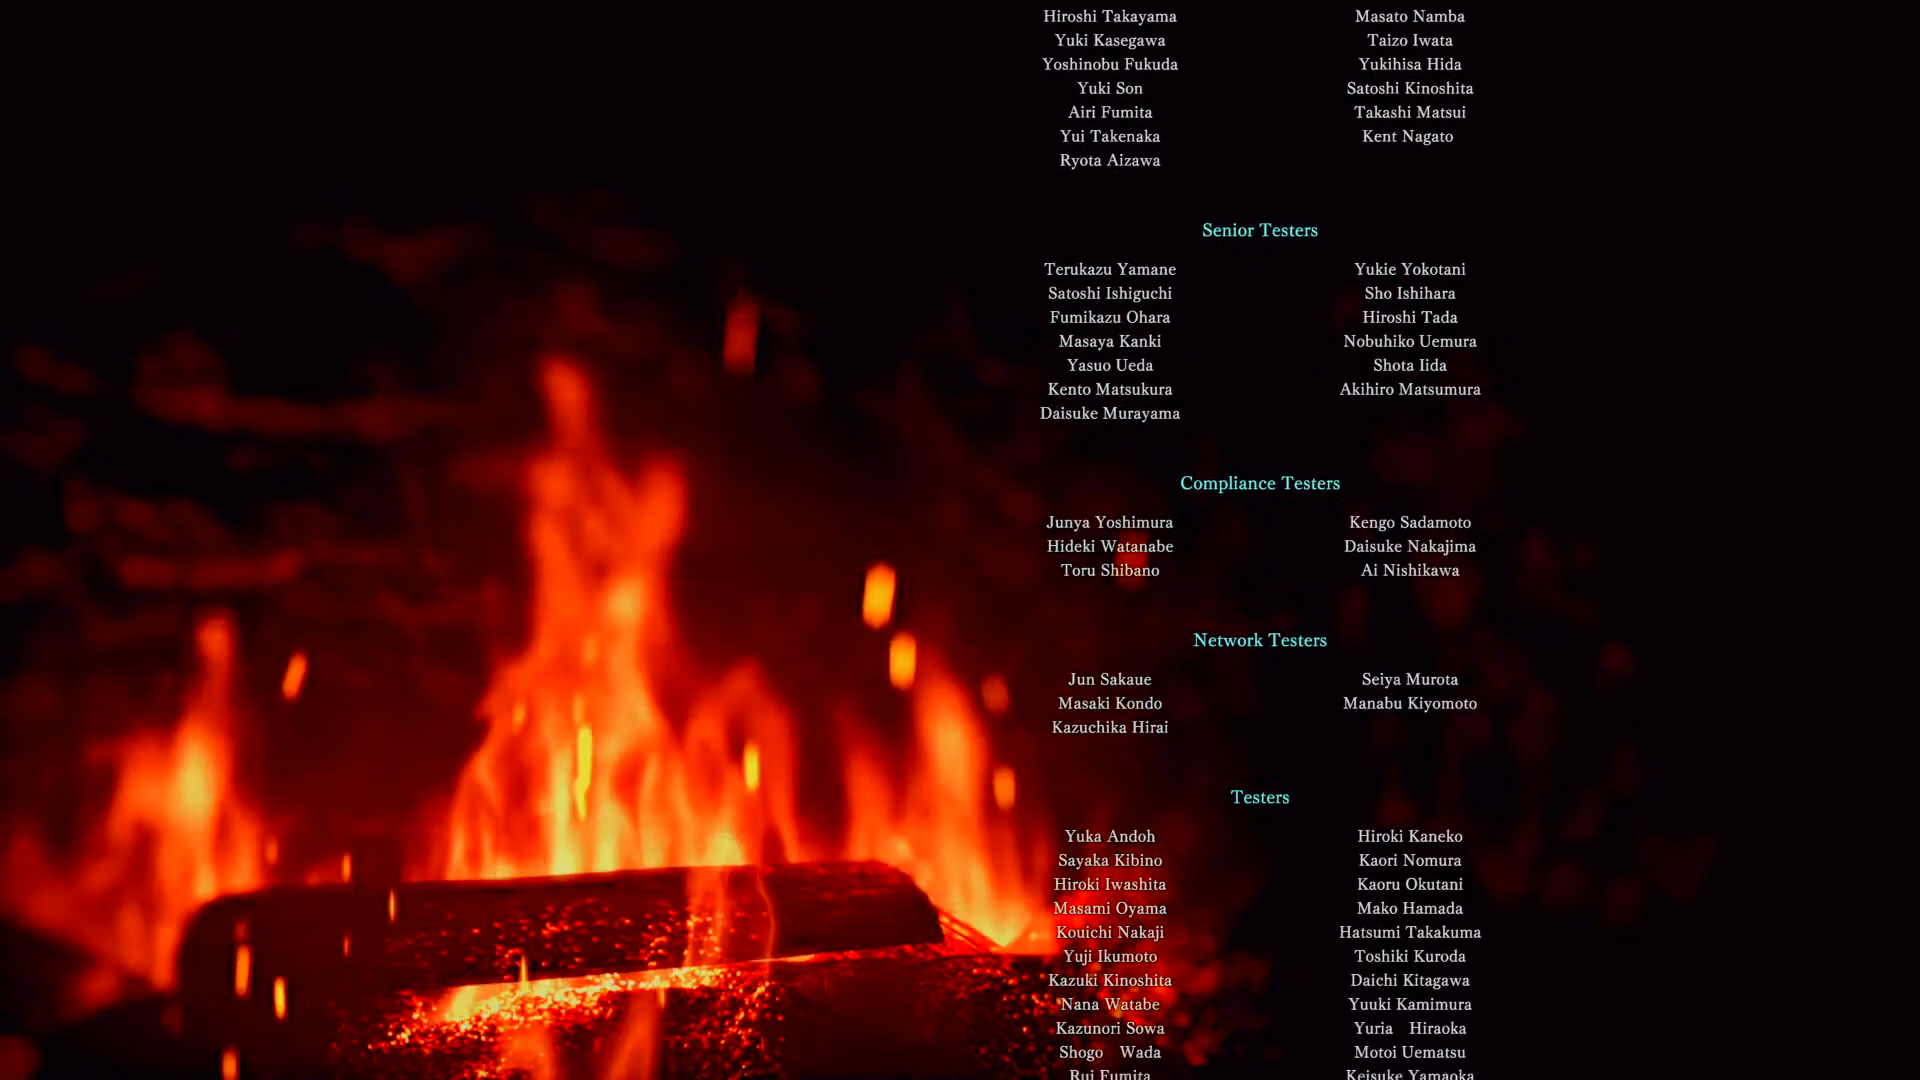 Hiroshi Takayama Masato Namba
Yuki Kasegawa Taizo Iwata
Yoshinobu Fukuda Yukihisa Hida
Yuki Son Satoshi Kinoshita
Airi Fumita Takashi Matsui
Yui Takenaka Kent Nagato
Ryota Aizawa
Senior Testers
Terukazu Yamane Yukie Yokotani
Satoshi Ishiguchi Sho Ishihara
Fumikazu Ohara Hiroshi Tada
Masaya Kanki Nobuhiko Uemura
Yasuo Ueda Shota Iida
Kento Matsukura Akihiro Matsumura
Daisuke Murayama
Compliance Testers
Junya Yoshimura Kengo Sadamoto
Hideki Watanabe Daisuke Nakajima
Toru Shibano Ai Nishikawa
Network Testers
Jun Sakaue Seiya Murota
Masaki Kondo Manabu Kiyomoto
Kazuchika Hirai
Testers
Yuka Andoh Hiroki Kaneko
Sayaka Kibino Kaori Nomura
Hiroki Iwashita Kaoru Okutani
Masami Oyama Mako Hamada
Kouichi Nakaji Hatsumi Takakuma
Yuji Ikumoto Toshiki Kuroda
Kazuki Kinoshita Daichi Kitagawa
Nana Watabe Yuuki Kamimura
Kazunori Sowa Yuria Hiraoka
Shogo Wada Motoi Uematsu
Rui Fumita Keisuke Yamaoka